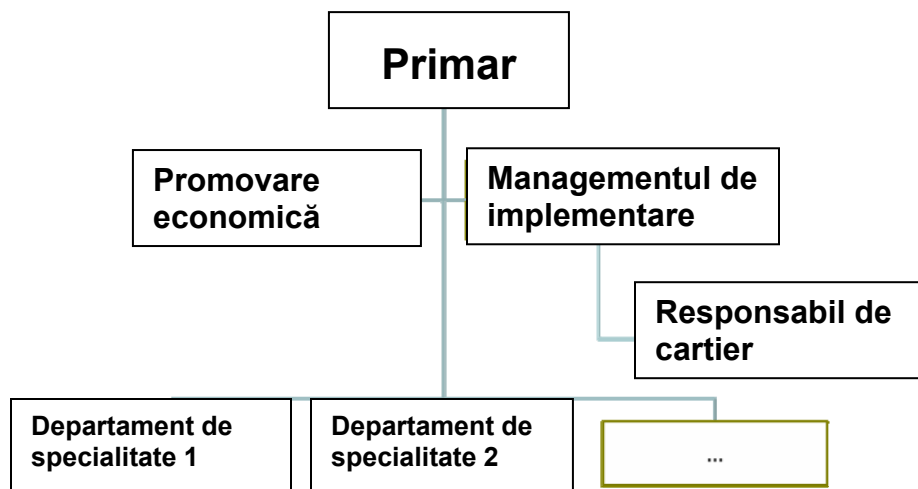 Primar
Promovare
economică
Managementul de
implementare
Responsabil de
cartier
Departament de
specialitate 1
Departament de
specialitate 2
...